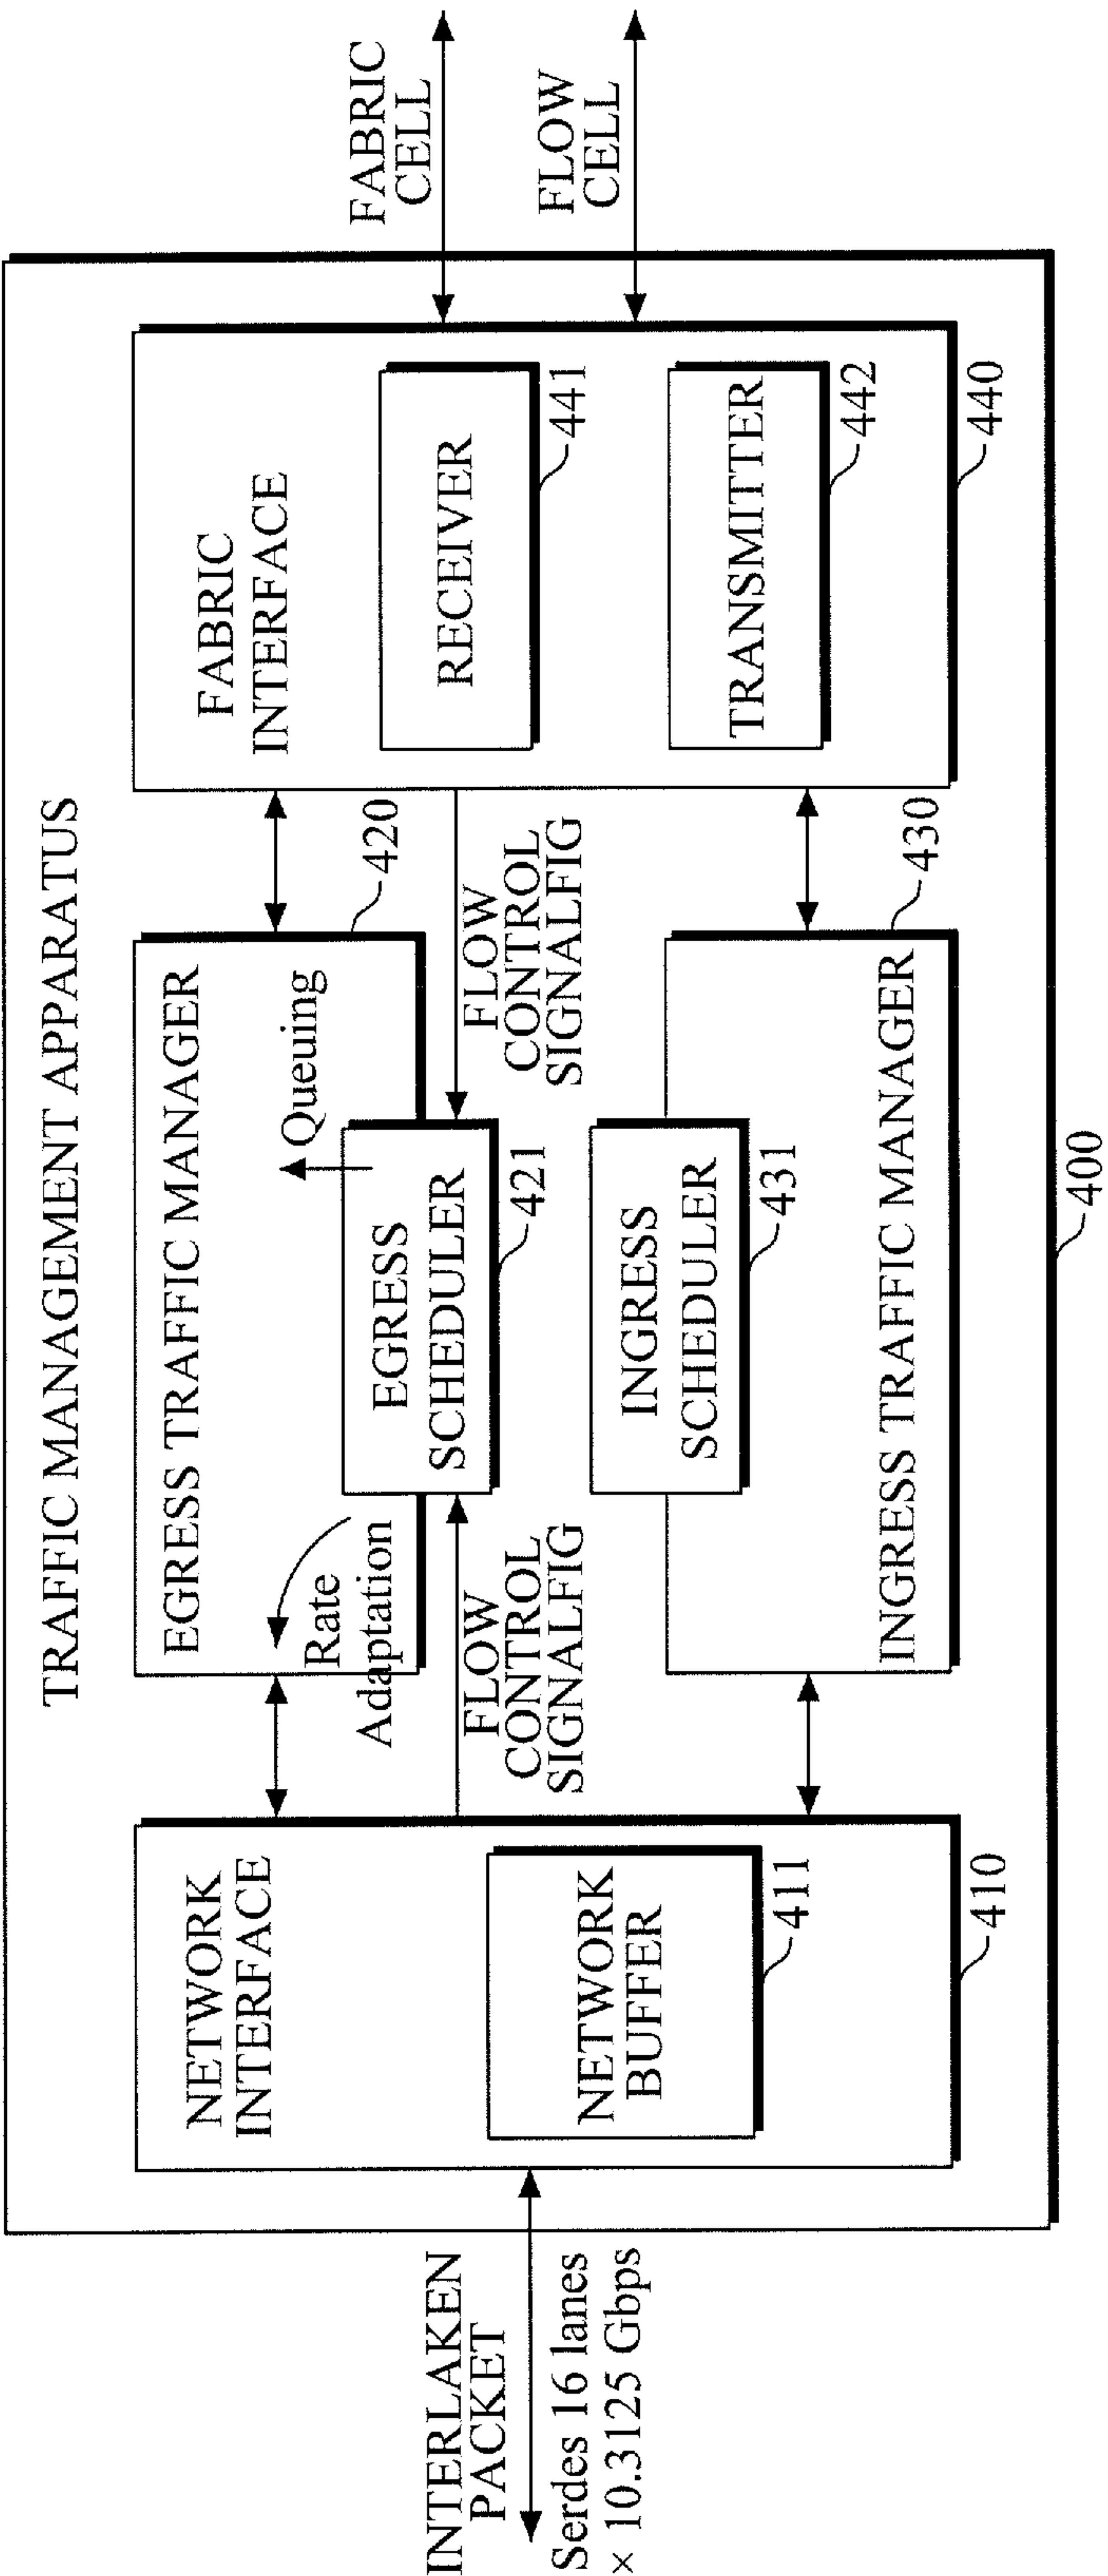 TRAFFIC MANAGEMENT APPARATUS
INTERLAKEN
PACKET
Serdes 16 lanes
× 10.3125 Gbps
NETWORK
INTERFACE
NETWORK
BUFFER
411
410
EGRESS TRAFFIC MANAGER
Rate
Adaptation
Queuing
EGRESS
SCHEDULER
421
420
FLOW
CONTROL
SIGNALFIG
FLOW
CONTROL
SIGNALFIG
INGRESS
SCHEDULER
431
INGRESS TRAFFIC MANAGER
430
FABRIC
INTERFACE
RECEIVER
441
TRANSMITTER
442
440
FABRIC
CELL
FLOW
CELL
400